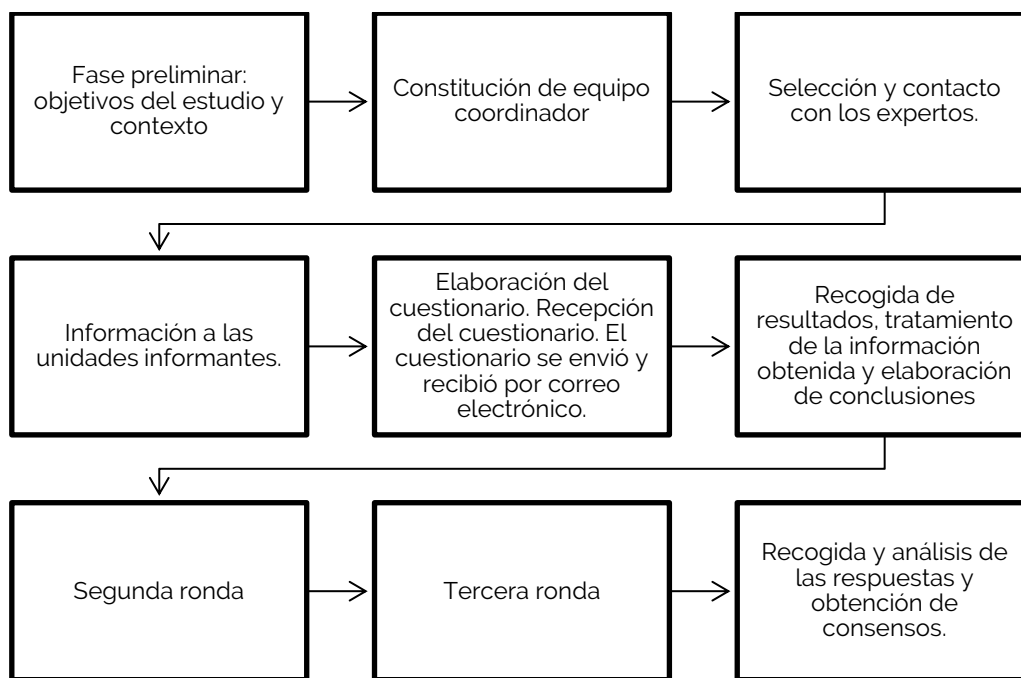 Fase preliminar:
objetivos del estudio y
contexto
Constitución de equipo
coordinador
Selección y contacto
con los expertos.
Información a las
unidades informantes.
Elaboración del
cuestionario. Recepción
del cuestionario. El
cuestionario se envió y
recibió por correo
electrónico.
Recogida de
resultados, tratamiento
de la información
obtenida y elaboración
de conclusiones
Segunda ronda
Tercera ronda
Recogida y análisis de
las respuestas y
obtención de
consensos.